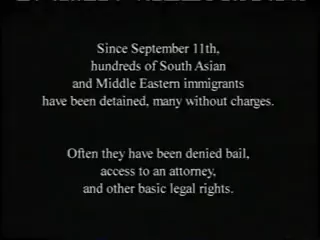 Since September 11th,
hundreds of South Asian
and Middle Eastern immigrants
have been detained, many without charges.
Often they have been denied bail,
access to an attorney,
and other basic legal rights.